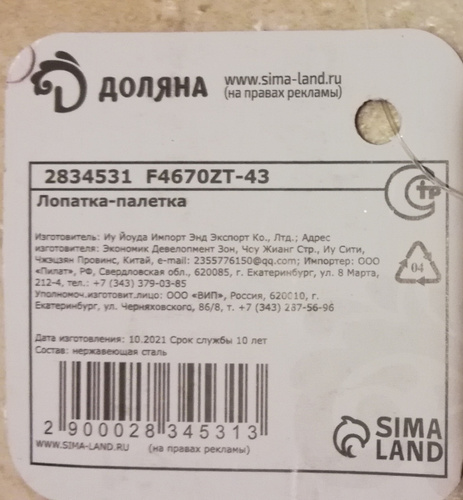 ДОЛЯНА
www.sima-land.ru
(на правах рекламы)
2834531 F4670ZT-43
Лопатка-палетка
Изготовитель: Иу Йоуда Импорт Энд Экспорт Ко., Лтд.; Адрес
изготовителя: Экономик Девелопмент Зон, Чоу Жианг Стр., Иу Сити,
Чжэцзян Провинс, Китай, e-mail: 2355776150@qq.com; Импортер: ООО
«Пилат», РФ, Свердловская обл., 620085, г. Екатеринбург, ул. 8 Марта,
212-4, тел.: +7 (343) 379-03-85
Уполномоч.изготовит.лицо: ООО «ВИП», Россия, 620010, г.
Екатеринбург, ул. Черняховского, 86/8, т. +7 (343) 287-56-96
Дата изготовления: 10.2021 Срок службы 10 лет
Состав: нержавеющая сталь
2 900028 345313
WWW.SIMA-LAND.RU (на правах рекламы)
SIMA
LAND
04